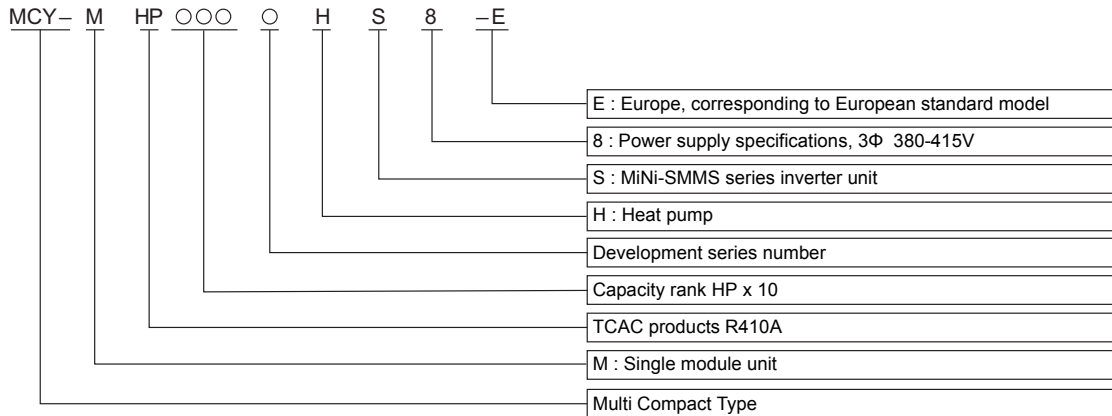 MCY– M HP ○○○ ○ H S 8 –E
E : Europe, corresponding to European standard model
8 : Power supply specifications, 3Φ 380-415V
S : MiNi-SMMS series inverter unit
H : Heat pump
Development series number
Capacity rank HP x 10
TCAC products R410A
M : Single module unit
Multi Compact Type